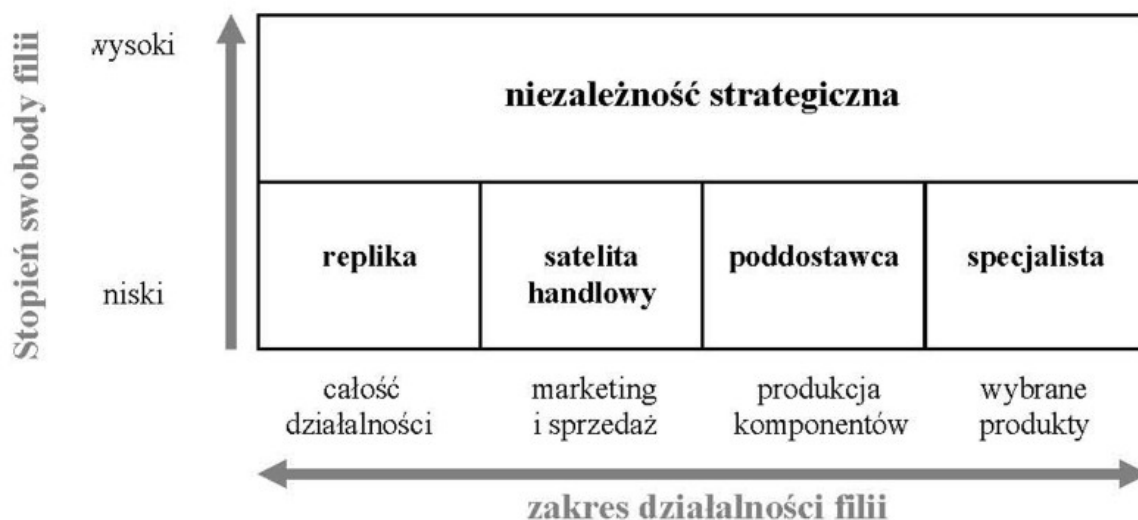 Stopień swobody filii
wysoki
niezależność strategiczna
niski
replika
satelita
handlowy
poddostawca
specjalista
całość
działalności
marketing
i sprzedaż
produkcja
komponentów
wybrane
produkty
zakres działalności filii